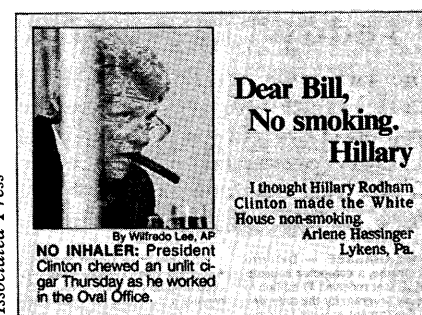 Associated Press
By Wilfredo Lee, AP
NO INHALER: President
Clinton chewed an unlit ci-
gar Thursday as he worked
in the Oval Office.
Dear Bill,
No smoking.
Hillary
I thought Hillary Rodham
Clinton made the White
House non-smoking.
Arlene Hassinger
Lykens, Pa.